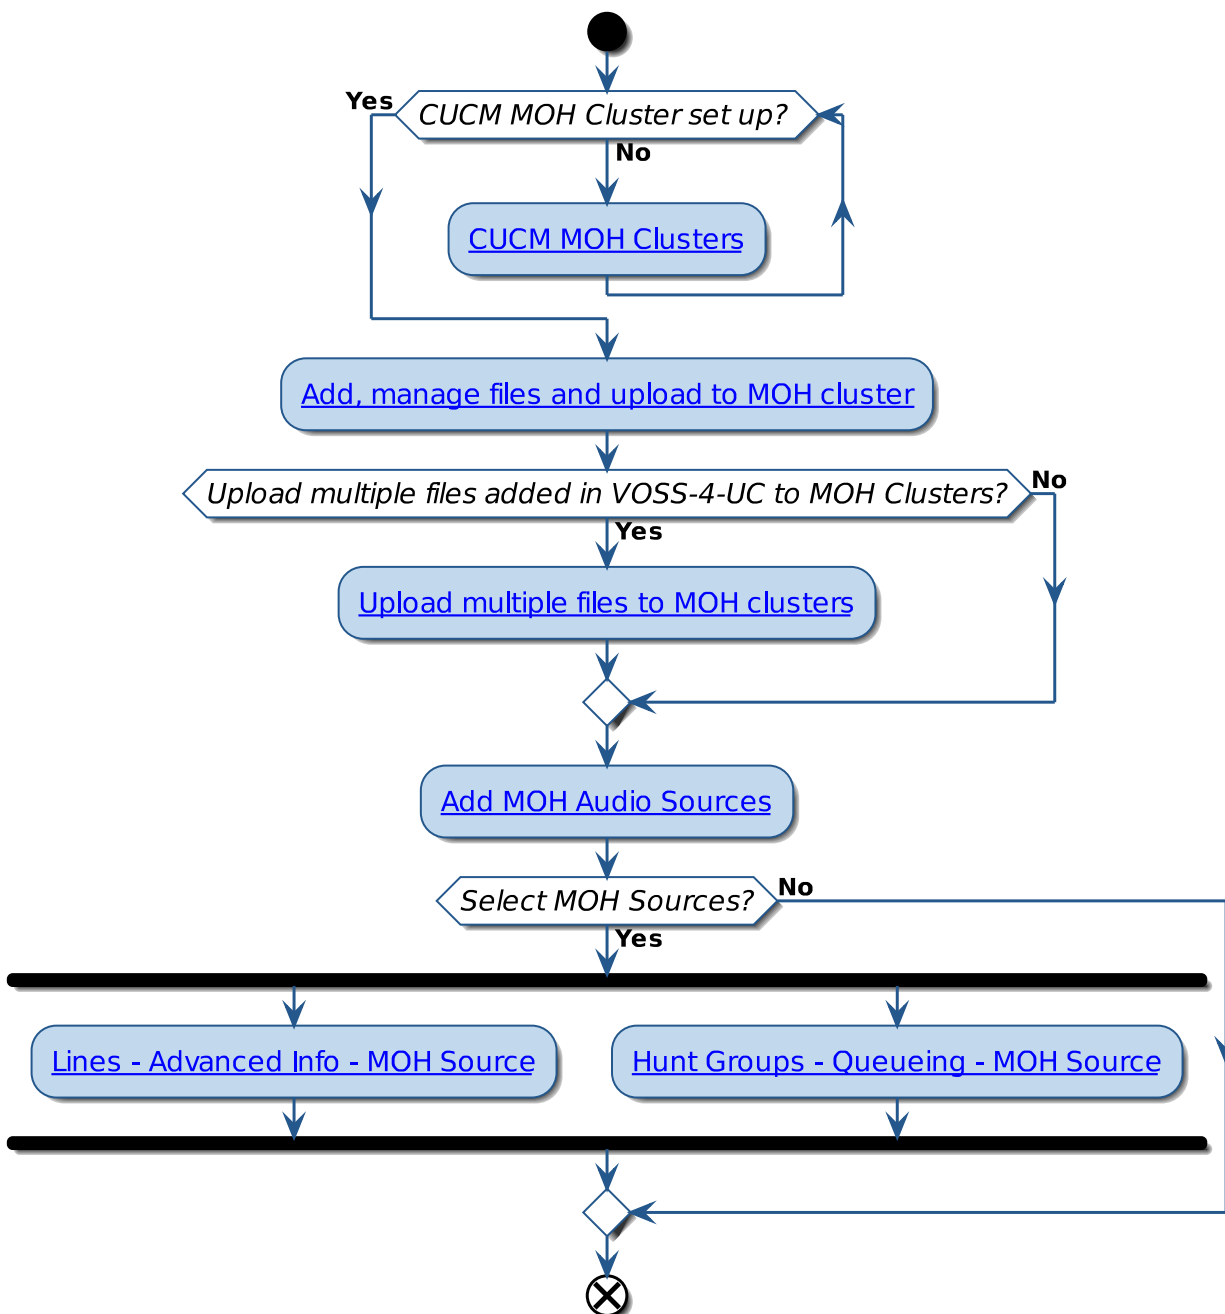 Yes
CUCM MOH Cluster set up?
No
CUCM MOH Clusters
Add, manage files and upload to MOH cluster
Upload multiple files added in VOSS-4-UC to MOH Clusters?
No
Yes
Upload multiple files to MOH clusters
Add MOH Audio Sources
Select MOH Sources?
No
Yes
Lines - Advanced Info - MOH Source
Hunt Groups - Queueing - MOH Source